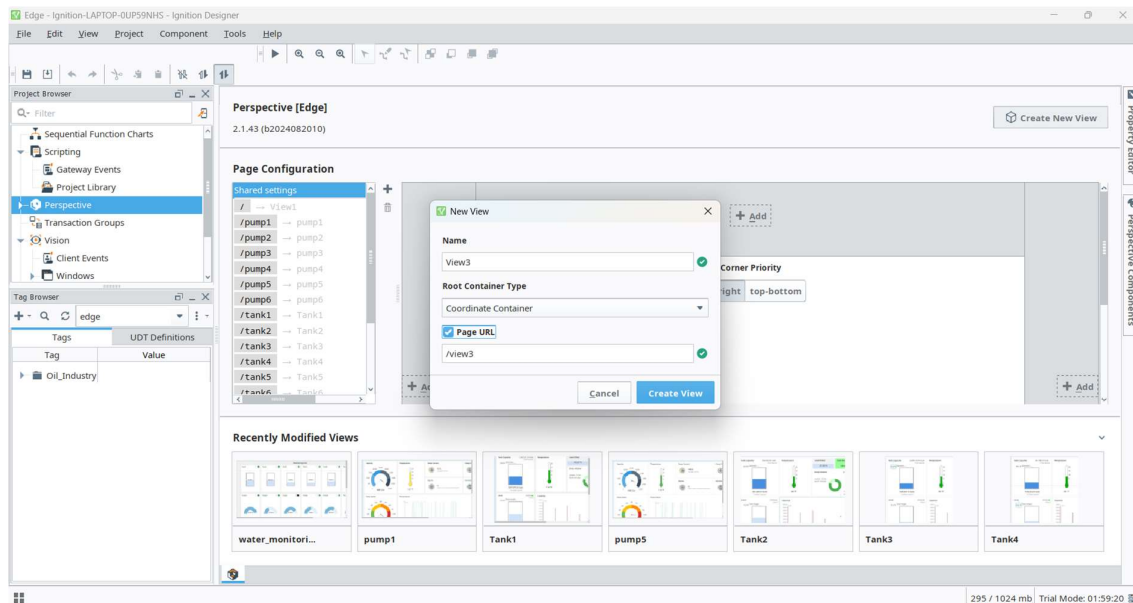 Edge - Ignition-LAPTOP-0UP59NHS - Ignition Designer
File Edit View Project Component Tools Help
Project Browser
Filter
Sequential Function Charts
Scripting
Gateway Events
Project Library
Perspective
Transaction Groups
Vision
Client Events
Windows
Tag Browser
edge
Tags UDT Definitions
Tag Value
Oil_Industry
Perspective [Edge]
2.1.43 (b2024082010)
Create New View
Page Configuration
Shared settings
/ → View1
/pump1 → pump1
/pump2 → pump2
/pump3 → pump3
/pump4 → pump4
/pump5 → pump5
/pump6 → pump6
/tank1 → Tank1
/tank2 → Tank2
/tank3 → Tank3
/tank4 → Tank4
/tank5 → Tank5
/tank6 → Tank6
Add
Corner Priority
top-bottom
Add
New View
Name
View3
Root Container Type
Coordinate Container
Page URL
/view3
Cancel Create View
Recently Modified Views
water_monitori... pump1 Tank1 pump5 Tank2 Tank3 Tank4
Property Editor
Perspective Components
295 / 1024 mb Trial Mode: 01:59:20